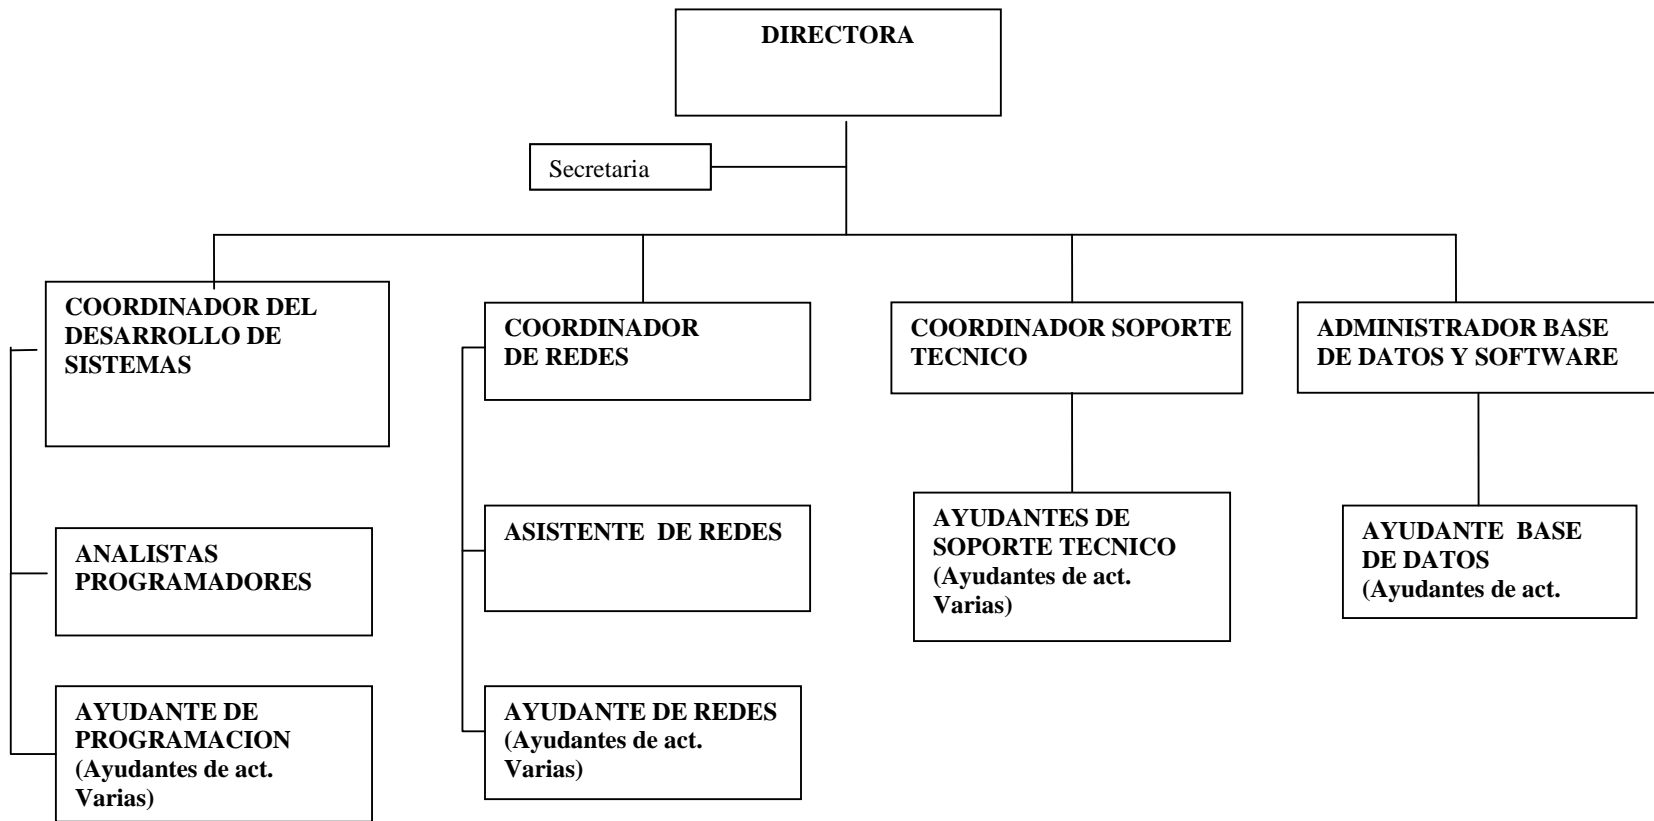 DIRECTORA
Secretaria
COORDINADOR DEL
DESARROLLO DE
SISTEMAS
COORDINADOR
DE REDES
COORDINADOR SOPORTE
TECNICO
ADMINISTRADOR BASE
DE DATOS Y SOFTWARE
ANALISTAS
PROGRAMADORES
ASISTENTE DE REDES
AYUDANTES DE
SOPORTE TECNICO
(Ayudantes de act.
Varias)
AYUDANTE BASE
DE DATOS
(Ayudantes de act.
AYUDANTE DE
PROGRAMACION
(Ayudantes de act.
Varias)
AYUDANTE DE REDES
(Ayudantes de act.
Varias)